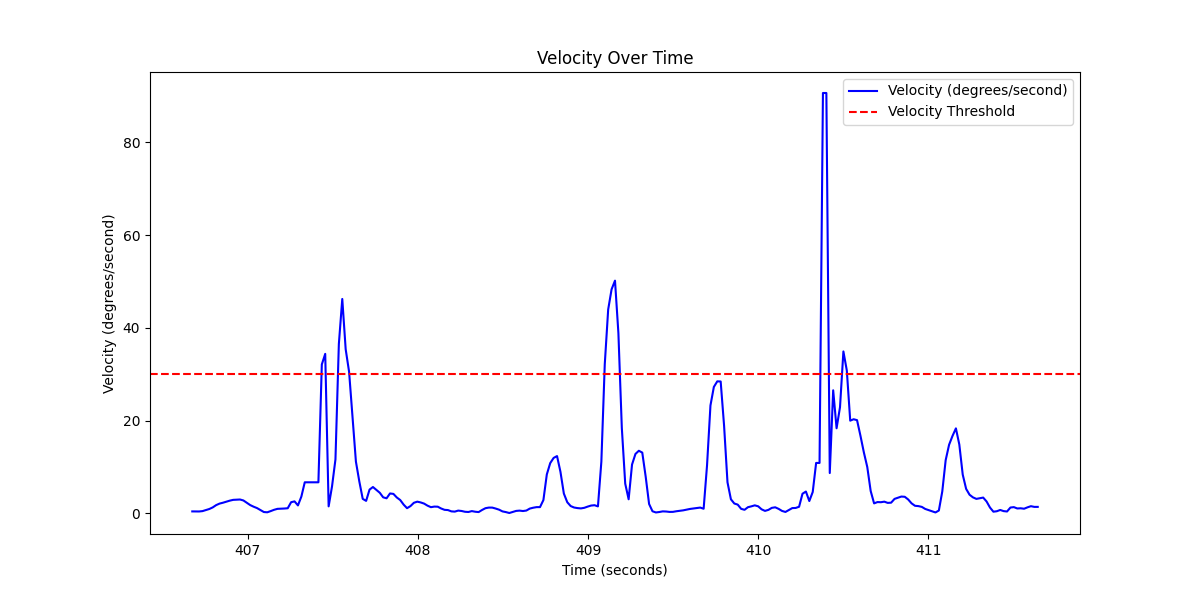 Velocity Over Time
Velocity (degrees/second)
Velocity Threshold
Velocity (degrees/second)
80
60
40
20
0
407
408
409
410
411
Time (seconds)